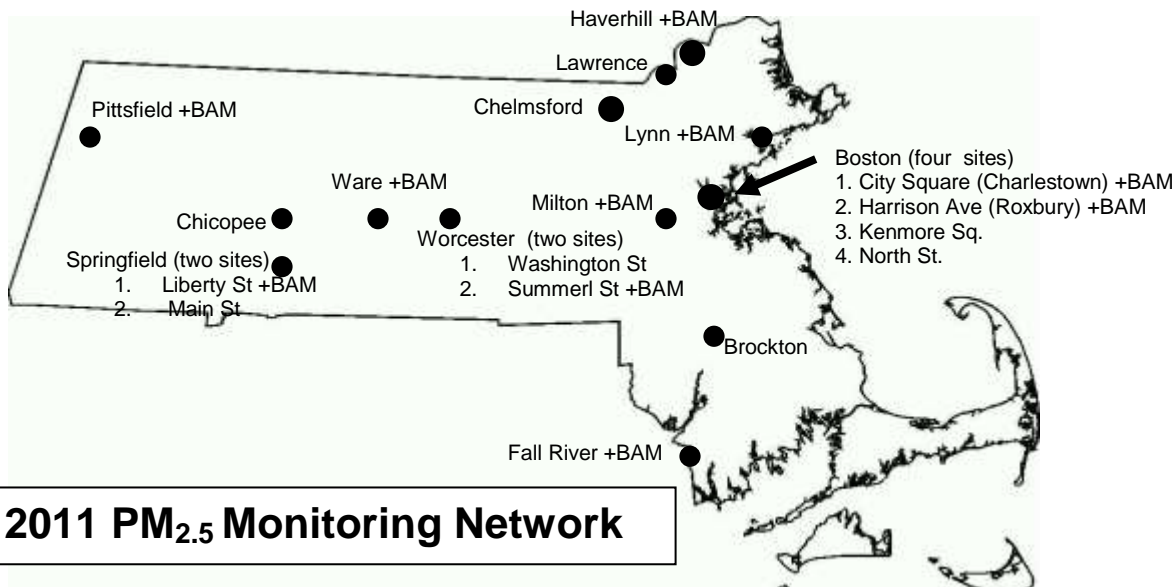 Haverhill +BAM
Lawrence
Chelmsford
Pittsfield +BAM
Lynn +BAM
Boston (four sites)
1. City Square (Charlestown) +BAM
2. Harrison Ave (Roxbury) +BAM
3. Kenmore Sq.
4. North St.
Ware +BAM
Milton +BAM
Chicopee
Worcester (two sites)
1. Washington St
2. Summerl St +BAM
Springfield (two sites)
1. Liberty St +BAM
2. Main St
Brockton
Fall River +BAM
2011 PM2.5 Monitoring Network